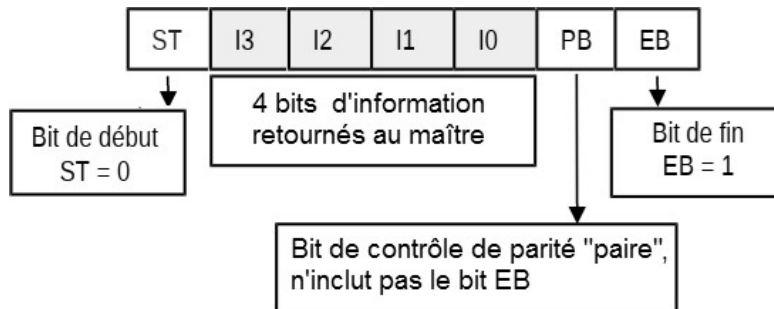 ST I3 I2 I1 I0 PB EB
Bit de début
ST = 0
4 bits d'information
retournés au maître
Bit de fin
EB = 1
Bit de contrôle de parité "paire",
n'inclut pas le bit EB